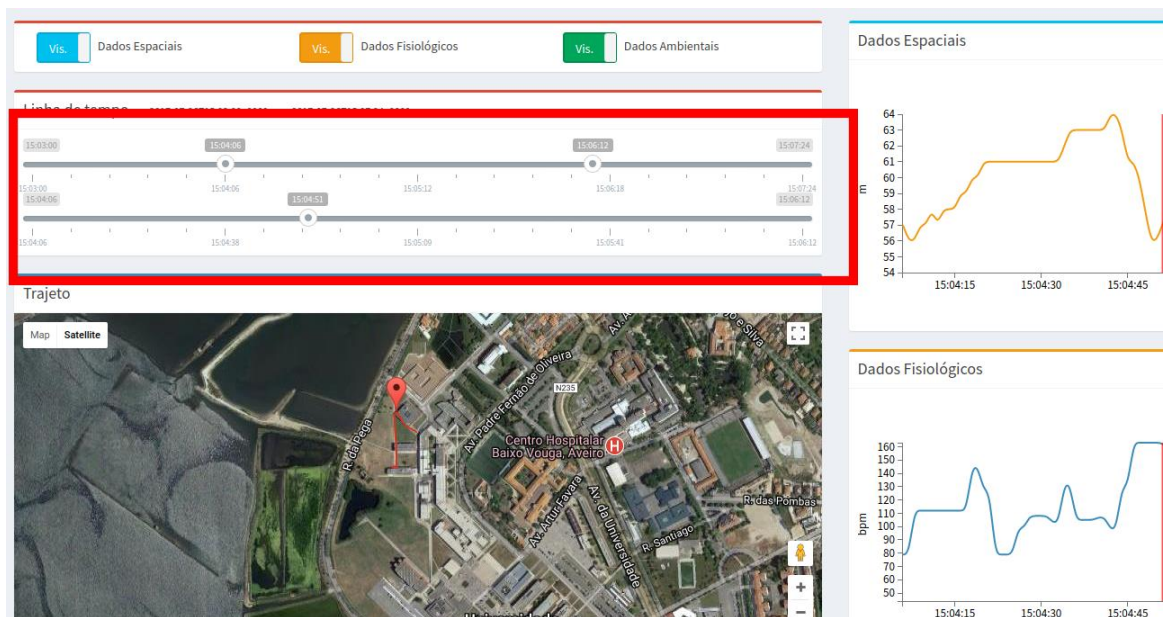 Vis.
Dados Espaciais
Vis.
Dados Fisiológicos
Vis.
Dados Ambientais
Linha de tempo
15:03:00
15:04:06
15:06:12
15:07:24
15:03:00
15:04:06
15:05:12
15:06:18
15:07:24
15:04:06
15:04:51
15:06:12
15:04:06
15:04:38
15:05:09
15:05:41
15:06:12
Trajeto
Map
Satellite
R. da Pega
Av. Padre Fernão de Oliveira
N235
Centro Hospitalar
Baixo Vouga, Aveiro
H
Av. Artur Favara
Av. da Universidade
R. Santiago
R. das Pombas
e Silva
+
−
Dados Espaciais
64
63
62
61
60
59
58
57
56
55
54
m
15:04:15
15:04:30
15:04:45
Dados Fisiológicos
160
150
140
130
120
110
100
90
80
70
60
50
bpm
15:04:15
15:04:30
15:04:45